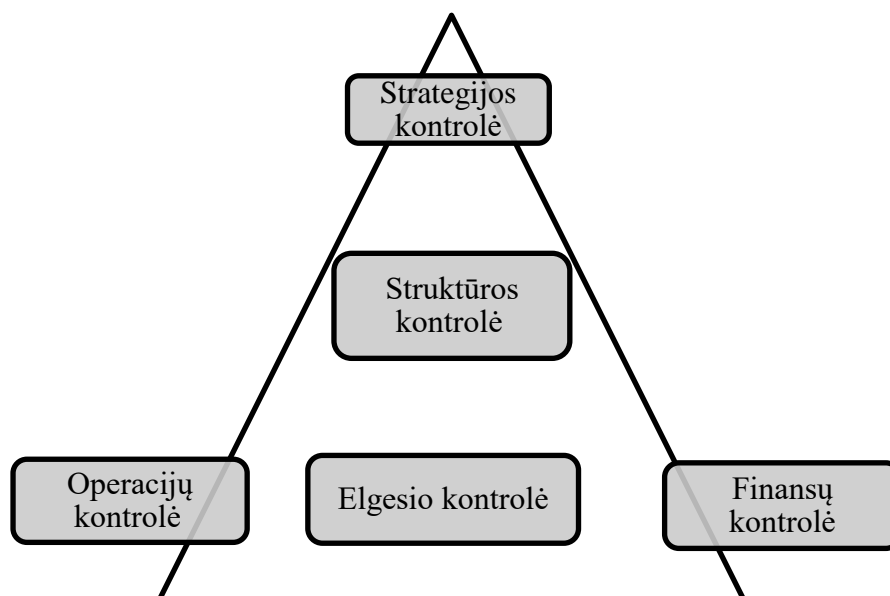 Strategijos
kontrolė
Struktūros
kontrolė
Operacijų
kontrolė
Elgesio kontrolė
Finansų
kontrolė